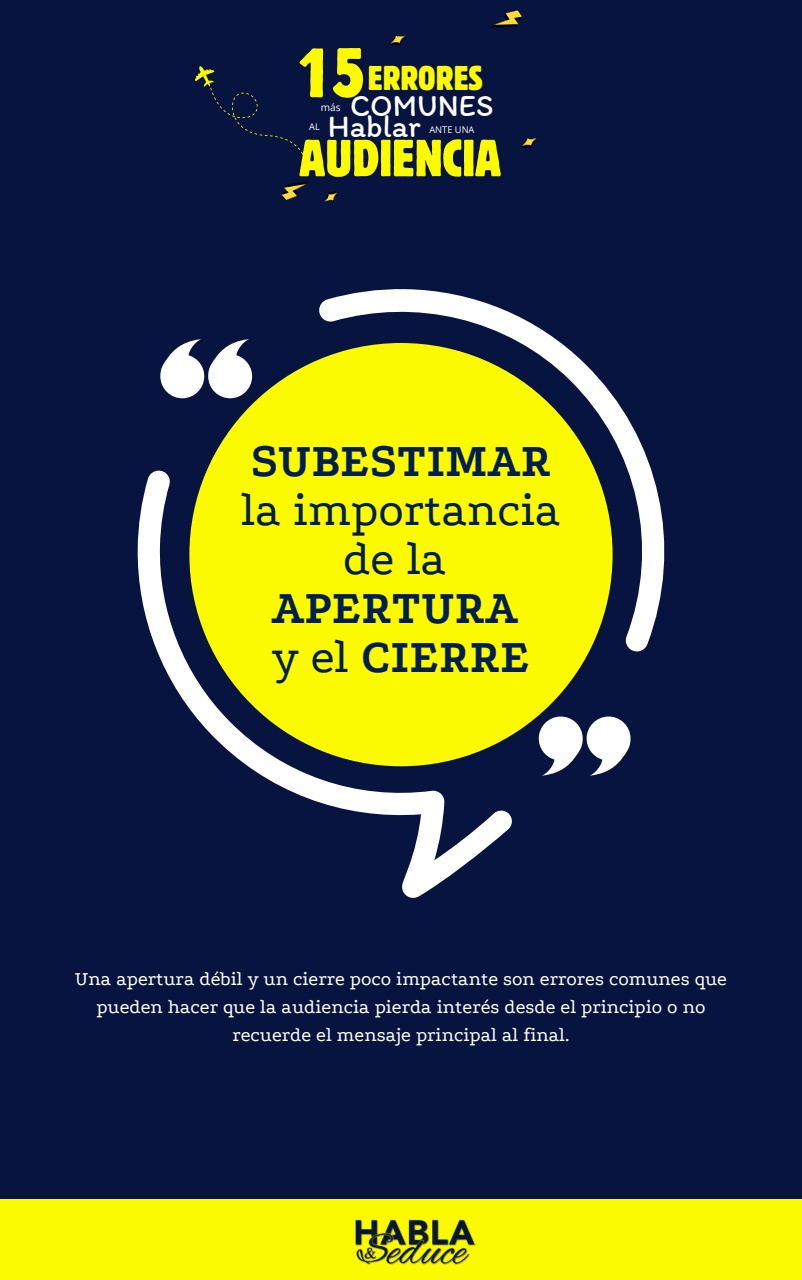 15 ERRORES
más COMUNES
AL Hablar ANTE UNA
AUDIENCIA
SUBESTIMAR
la importancia
de la
APERTURA
y el CIERRE
Una apertura débil y un cierre poco impactante son errores comunes que
pueden hacer que la audiencia pierda interés desde el principio o no
recuerde el mensaje principal al final.
HABLA
&Seduce